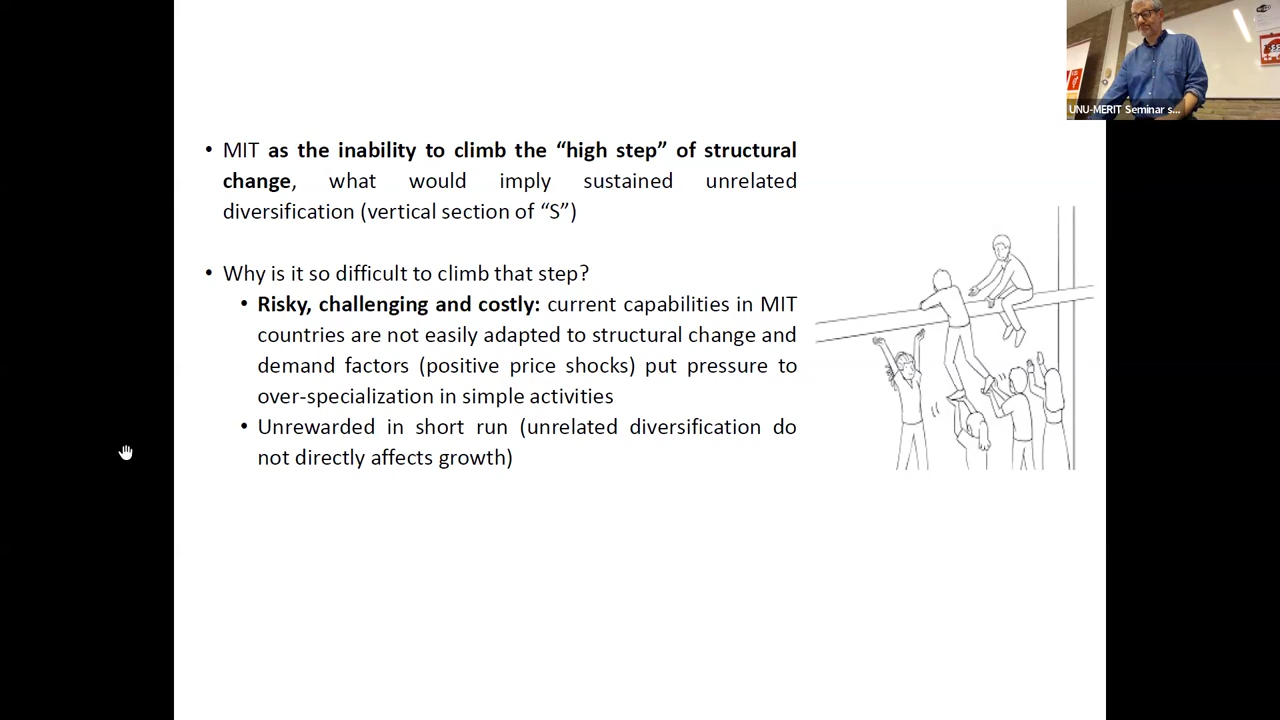 UNU-MERIT Seminar s...
• MIT as the inability to climb the “high step” of structural
change, what would imply sustained unrelated
diversification (vertical section of “S”)
• Why is it so difficult to climb that step?
• Risky, challenging and costly: current capabilities in MIT
countries are not easily adapted to structural change and
demand factors (positive price shocks) put pressure to
over-specialization in simple activities
• Unrewarded in short run (unrelated diversification do
not directly affects growth)